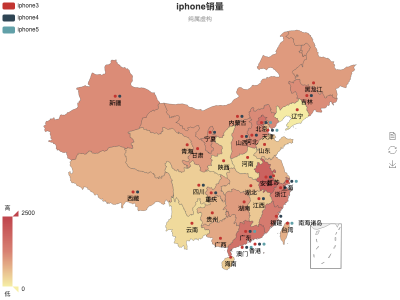 iphone销量
纯属虚构
iphone3
iphone4
iphone5
黑龙江
吉林
新疆
辽宁
内蒙古
北京
天津
宁夏
山西
河北
青海
甘肃
山东
陕西
河南
江苏
安徽
上海
西藏
四川
重庆
湖北
浙江
湖南
江西
贵州
云南
福建
南海诸岛
台湾
广西
广东
香港
澳门
海南
高
2500
0
低